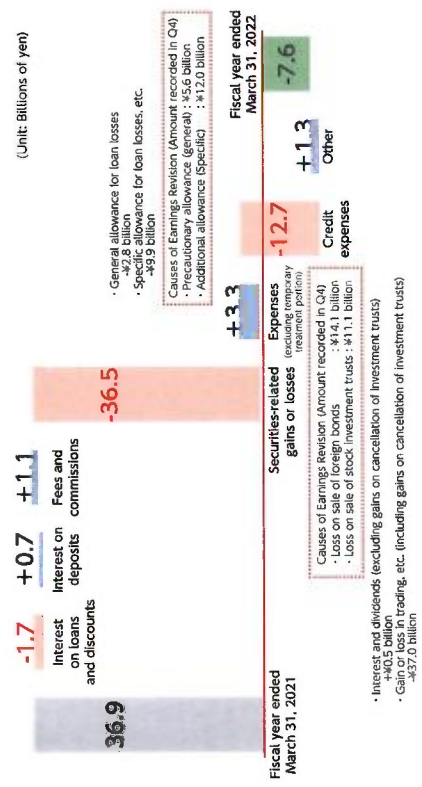 (Unit: Billions of yen)
36.9
Fiscal year ended
March 31, 2021
-1.7
Interest
on loans
and discounts
+0.7
Interest on
deposits
+1.1
Fees and
commissions
-36.5
Securities-related
gains or losses
Causes of Earnings Revision (Amount recorded in Q4)
・Loss on sale of foreign bonds : ¥14.1 billion
・Loss on sale of stock investment trusts : ¥11.1 billion
・Interest and dividends (excluding gains on cancellation of investment trusts)
+¥0.5 billion
・Gain or loss in trading, etc. (including gains on cancellation of investment trusts)
-¥37.0 billion
+3.3
Expenses
(excluding temporary
treatment portion)
・General allowance for loan losses
-¥2.8 billion
・Specific allowance for loan losses, etc.
-¥9.9 billion
Causes of Earnings Revision (Amount recorded in Q4)
・Precautionary allowance (general) : ¥5.6 billion
・Additional allowance (Specific) : ¥12.0 billion
-12.7
Credit
expenses
+1.3
Other
Fiscal year ended
March 31, 2022
-7.6